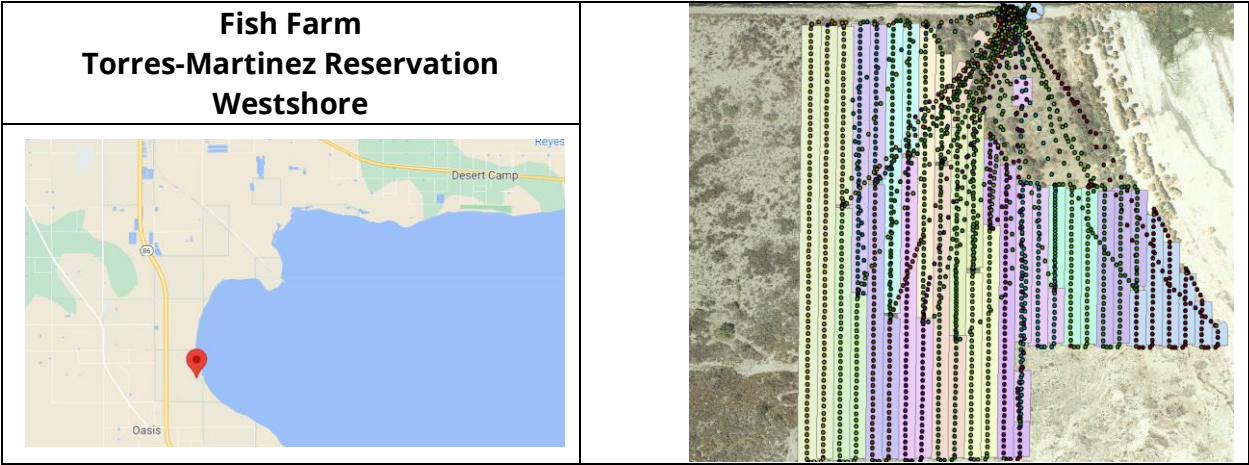 Fish Farm
Torres-Martinez Reservation
Westshore
Reyes
Desert Camp
86
Oasis